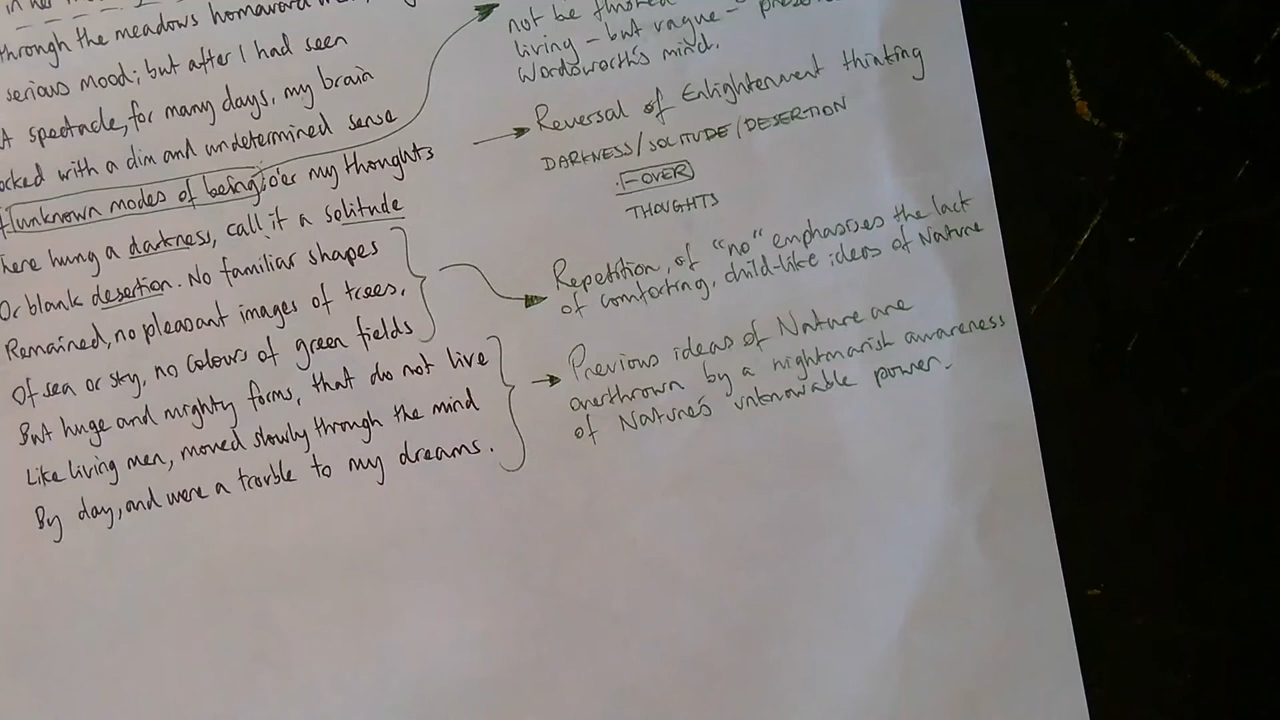 in her
through the meadows homeward
serious mood; but after I had seen
A spectacle, for many days, my brain
ocked with a dim and undetermined sense
unknown modes of being; o'er my thoughts
There hung a darkness, call it a solitude
Or blank desertion. No familiar shapes
Remained, no pleasant images of trees,
Of sea or sky, no colours of green fields
But huge and mighty forms, that do not live
Like living men, moved slowly through the mind
By day, and were a trouble to my dreams.
not be
living - but vague -
Wordsworth's mind.
Reversal of Enlightenment thinking
DARKNESS/SOLITUDE/DESERTION
OVER
THOUGHTS
Repetition of "no" emphasises the lack
of comforting, child-like ideas of Nature
Previous ideas of Nature are
overthrown by a nightmarish awareness
of Nature's unknowable power.